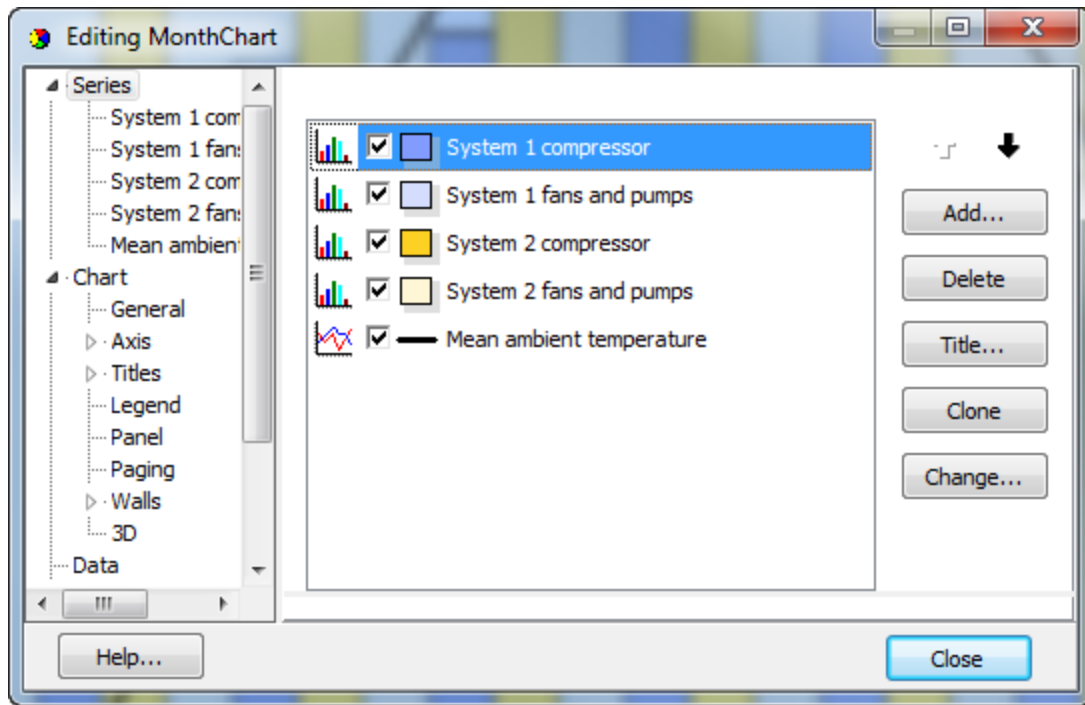 Editing MonthChart
Series
System 1 com
System 1 fans
System 2 com
System 2 fans
Mean ambient
Chart
General
Axis
Titles
Legend
Panel
Paging
Walls
3D
Data
System 1 compressor
System 1 fans and pumps
System 2 compressor
System 2 fans and pumps
Mean ambient temperature
Add...
Delete
Title...
Clone
Change...
Help...
Close